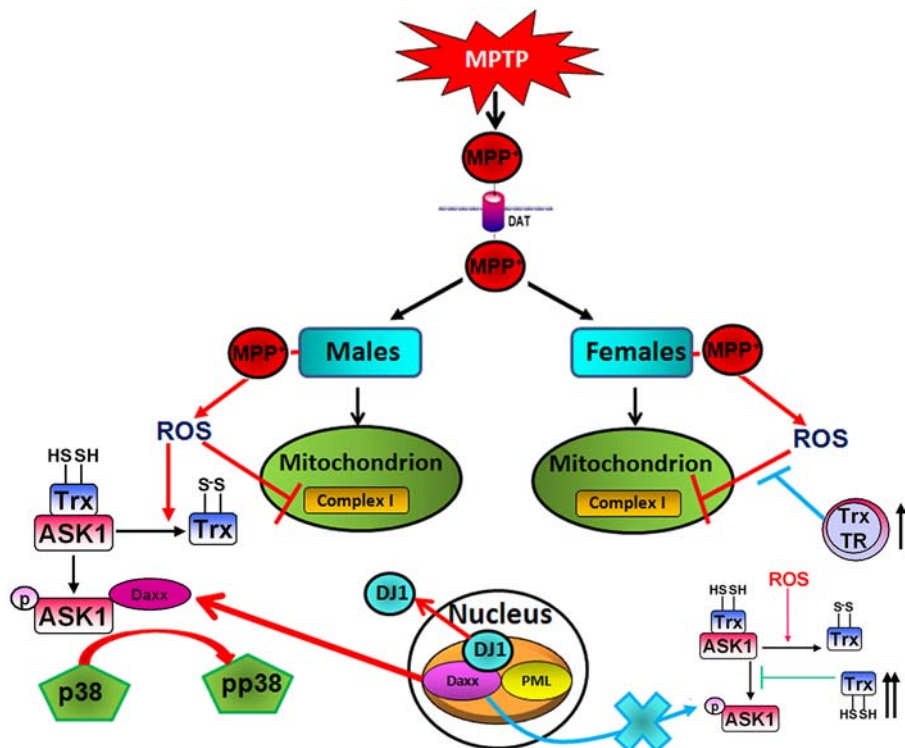 MPTP
MPP⁺
DAT
MPP⁺
MPP⁺
Males
Females
MPP⁺
ROS
ROS
Mitochondrion
Complex I
Mitochondrion
Complex I
HS SH
Trx
ASK1
S-S
Trx
Trx
TR
p
ASK1
Daxx
p38
pp38
DJ1
Nucleus
DJ1
Daxx
PML
ROS
HS SH
Trx
ASK1
S-S
Trx
Trx
HS SH
p
ASK1